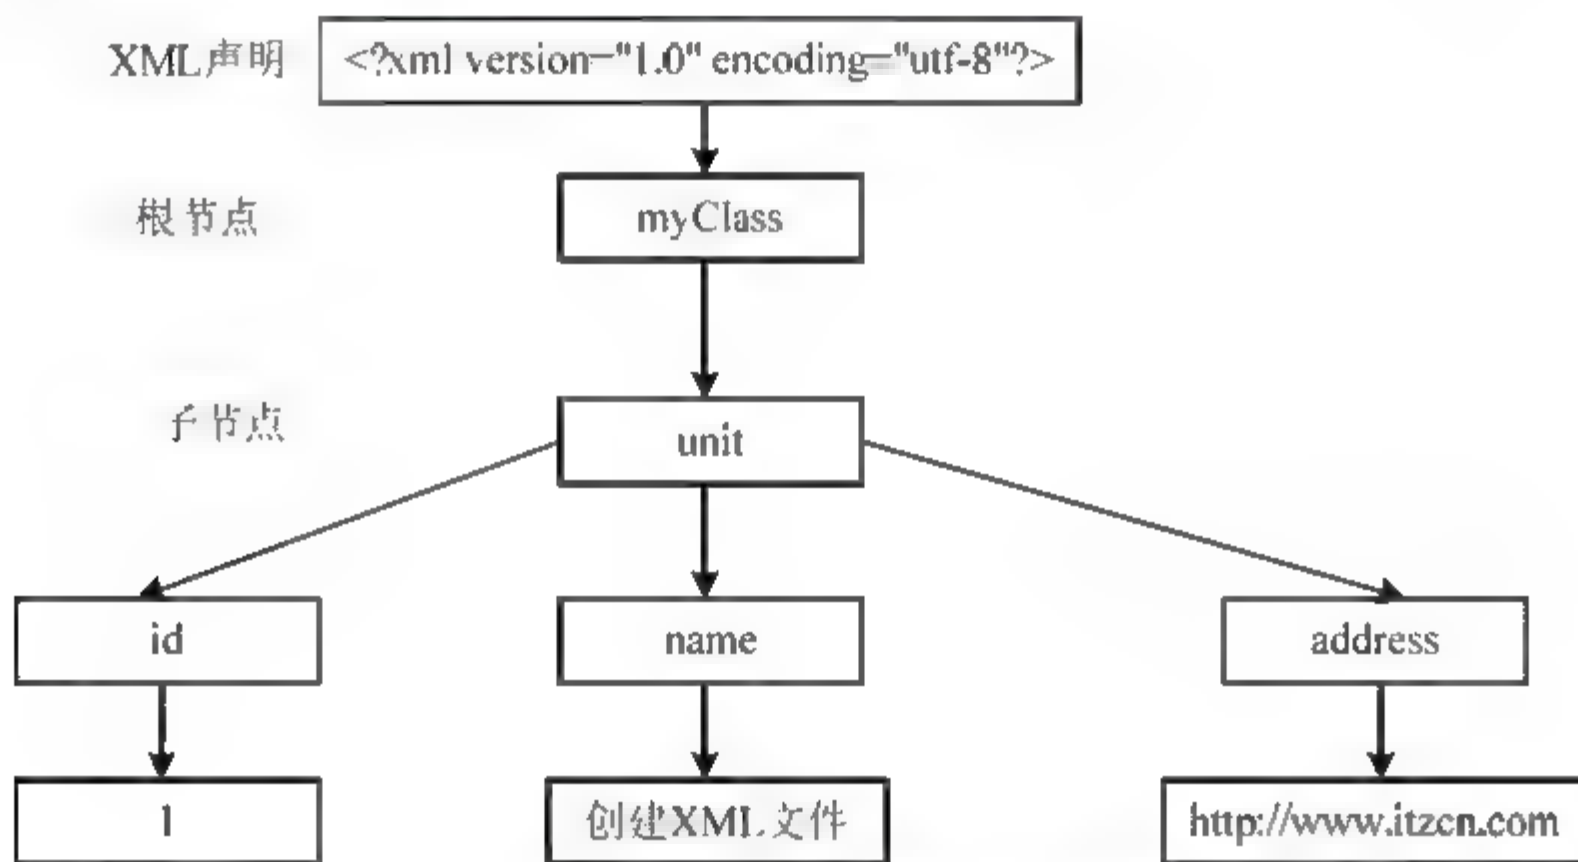 XML声明 <?xml version="1.0" encoding="utf-8"?>
根节点 myClass
子节点 unit
id name address
1 创建XML文件 http://www.itzcn.com